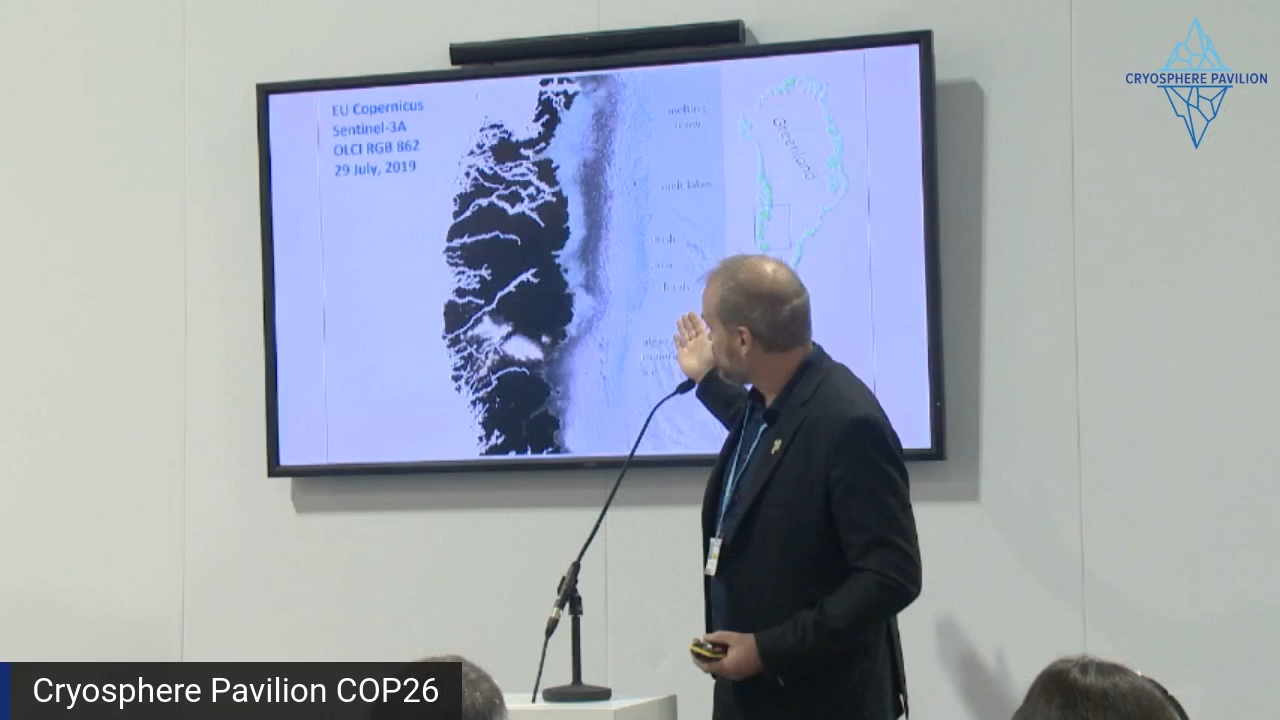 EU Copernicus
Sentinel-3A
OLCI RGB 862
29 July, 2019
melting
snow
melt lakes
Greenland
clouds
CRYOSPHERE PAVILION
Cryosphere Pavilion COP26